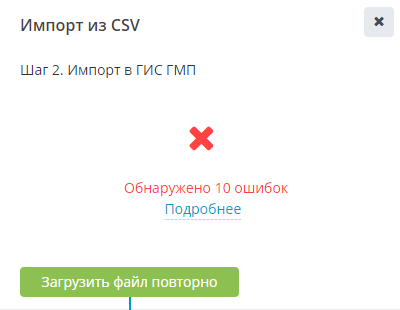 Импорт из CSV
Шаг 2. Импорт в ГИС ГМП
Обнаружено 10 ошибок
Подробнее
Загрузить файл повторно